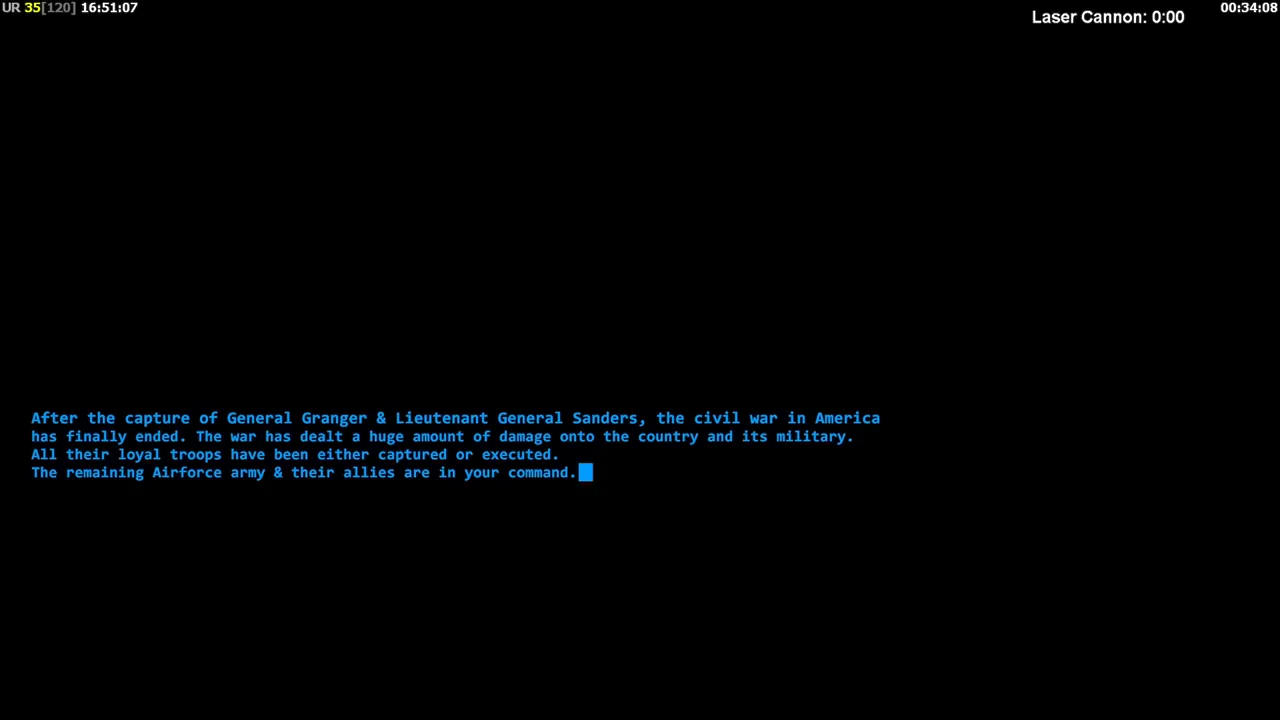 UR 35[120] 16:51:07
Laser Cannon: 0:00
00:34:08
After the capture of General Granger & Lieutenant General Sanders, the civil war in America
has finally ended. The war has dealt a huge amount of damage onto the country and its military.
All their loyal troops have been either captured or executed.
The remaining Airforce army & their allies are in your command.